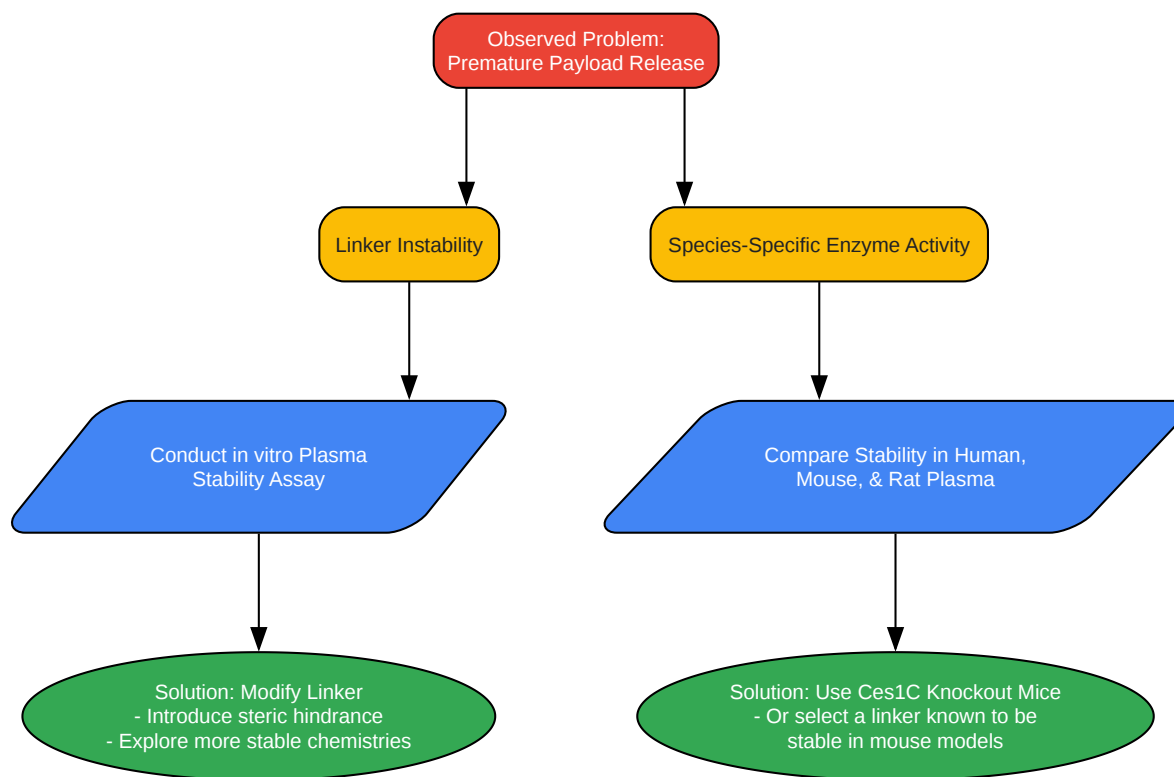 Observed Problem:
Premature Payload Release
Linker Instability
Species-Specific Enzyme Activity
Conduct in vitro Plasma
Stability Assay
Compare Stability in Human,
Mouse, & Rat Plasma
Solution: Modify Linker
- Introduce steric hindrance
- Explore more stable chemistries
Solution: Use Ces1C Knockout Mice
- Or select a linker known to be
stable in mouse models